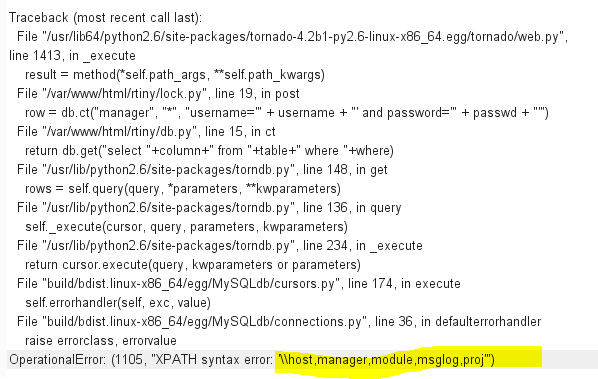 Traceback (most recent call last):
File "/usr/lib64/python2.6/site-packages/tornado-4.2b1-py2.6-linux-x86_64.egg/tornado/web.py",
line 1413, in _execute
result = method(*self.path_args, **self.path_kwargs)
File "/var/www/html/rtiny/lock.py", line 19, in post
row = db.ct("manager", "*", "username='" + username + "' and password='" + passwd + "'")
File "/var/www/html/rtiny/db.py", line 15, in ct
return db.get("select "+column+" from "+table+" where "+where)
File "/usr/lib/python2.6/site-packages/torndb.py", line 148, in get
rows = self.query(query, *parameters, **kwparameters)
File "/usr/lib/python2.6/site-packages/torndb.py", line 136, in query
self._execute(cursor, query, parameters, kwparameters)
File "/usr/lib/python2.6/site-packages/torndb.py", line 234, in _execute
return cursor.execute(query, kwparameters or parameters)
File "build/bdist.linux-x86_64/egg/MySQLdb/cursors.py", line 174, in execute
self.errorhandler(self, exc, value)
File "build/bdist.linux-x86_64/egg/MySQLdb/connections.py", line 36, in defaulterrorhandler
raise errorclass, errorvalue
OperationalError: (1105, "XPATH syntax error: '\\host,manager,module,msglog,proj'")